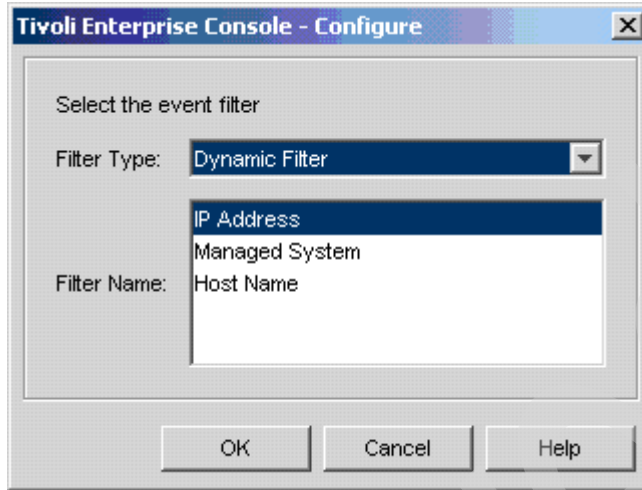 Tivoli Enterprise Console - Configure
Select the event filter
Filter Type: Dynamic Filter
IP Address
Managed System
Filter Name: Host Name
OK Cancel Help